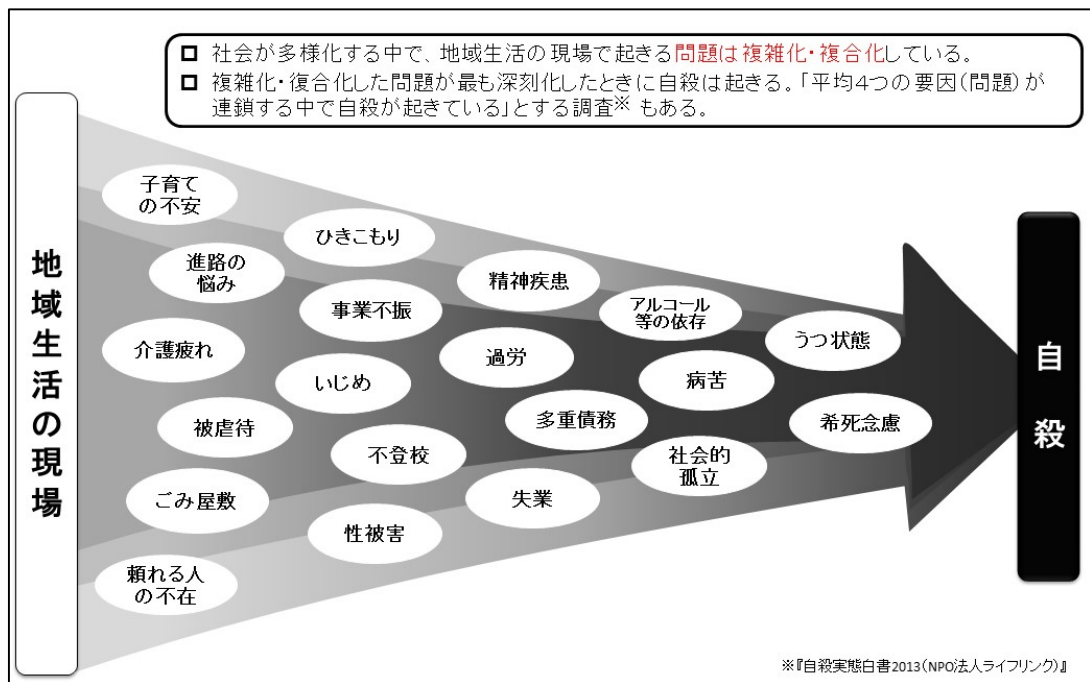 □ 社会が多様化する中で、地域生活の現場で起きる問題は複雑化・複合化している。
□ 複雑化・復合化した問題が最も深刻化したときに自殺は起きる。「平均4つの要因(問題)が
連鎖する中で自殺が起きている」とする調査※ もある。
地域生活の現場
子育て
の不安
進路の
悩み
介護疲れ
被虐待
ごみ屋敷
頼れる人
の不在
ひきこもり
事業不振
いじめ
不登校
性被害
精神疾患
過労
多重債務
失業
アルコール
等の依存
病苦
社会的
孤立
うつ状態
希死念慮
自殺
※『自殺実態白書2013(NPO法人ライフリンク)』